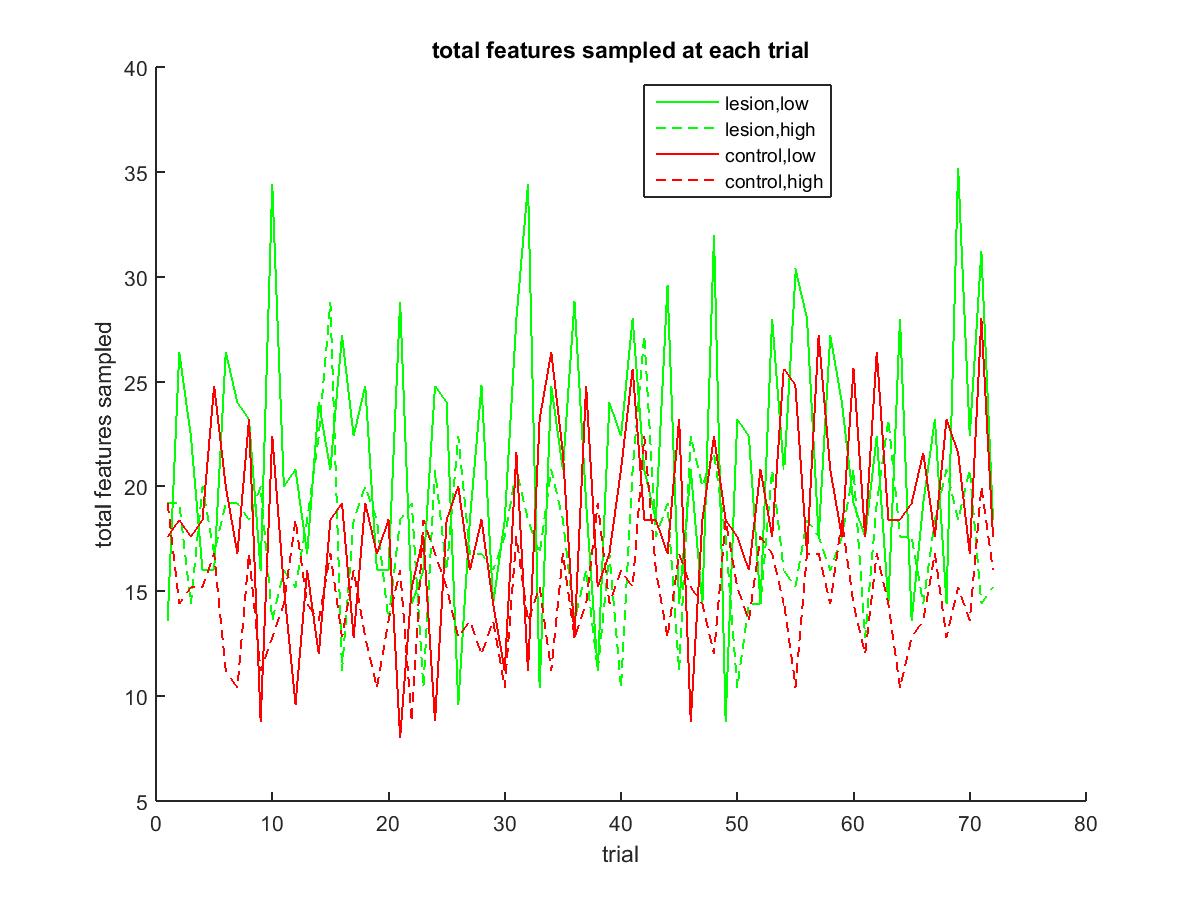 total features sampled at each trial
40
35
30
25
20
15
10
5
total features sampled
lesion,low
lesion,high
control,low
control,high
0 10 20 30 40 50 60 70 80
trial